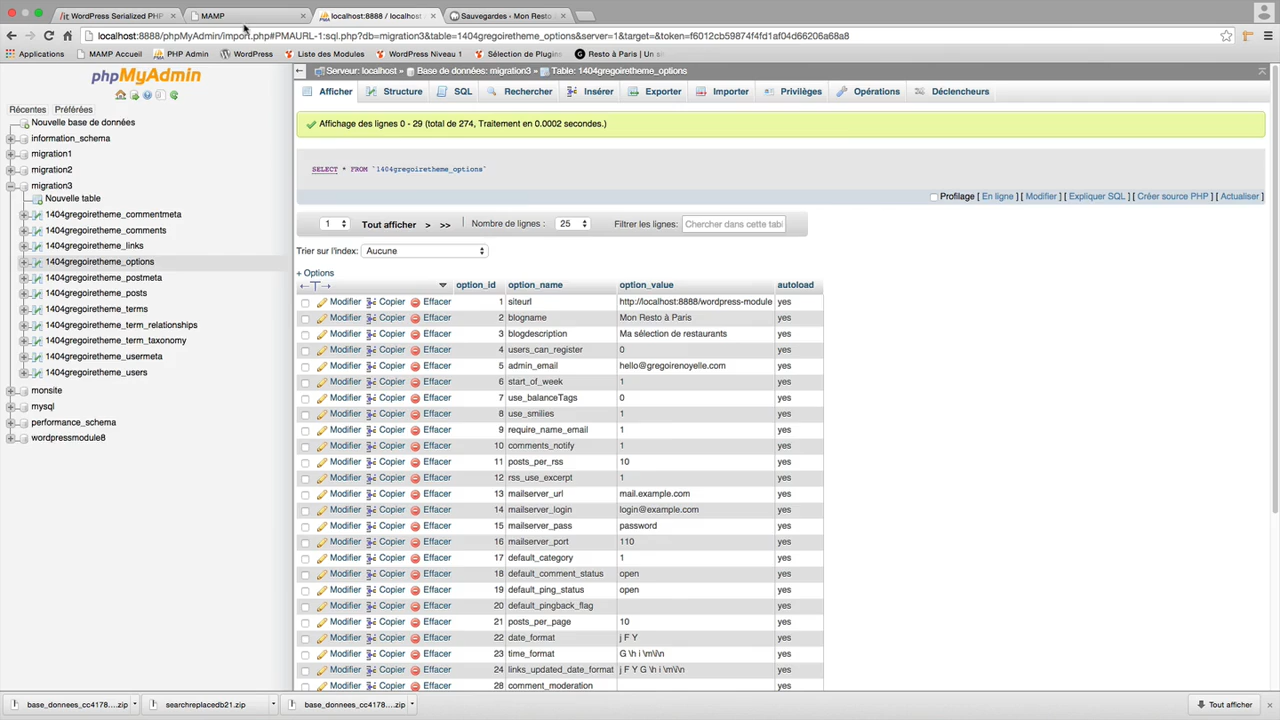 /it WordPress Serialized PHP
MAMP
localhost:8888 / localhost
Sauvegardes - Mon Resto
localhost:8888/phpMyAdmin/import.php#PMAURL-1:sql.php?db=migration3&table=1404gregoiretheme_options&server=1&target=&token=f6012cb59874f4fd1af04d66206a68a8
Applications
MAMP Accueil
PHP Admin
WordPress
Liste des Modules
WordPress Niveau 1
Sélection de Plugins
Resto à Paris | Un s
phpMyAdmin
Récentes Préférées
Nouvelle base de données
information_schema
migration1
migration2
migration3
Nouvelle table
1404gregoiretheme_commentmeta
1404gregoiretheme_comments
1404gregoiretheme_links
1404gregoiretheme_options
1404gregoiretheme_postmeta
1404gregoiretheme_posts
1404gregoiretheme_terms
1404gregoiretheme_term_relationships
1404gregoiretheme_term_taxonomy
1404gregoiretheme_usermeta
1404gregoiretheme_users
monsite
mysql
performance_schema
wordpressmodule8
Serveur: localhost » Base de données: migration3 » Table: 1404gregoiretheme_options
Afficher Structure SQL Rechercher Insérer Exporter Importer Privilèges Opérations Déclencheurs
Affichage des lignes 0 - 29 (total de 274, Traitement en 0.0002 secondes.)
SELECT * FROM `1404gregoiretheme_options`
Profilage [ En ligne ] [ Modifier ] [ Expliquer SQL ] [ Créer source PHP ] [ Actualiser ]
1 Tout afficher > >> Nombre de lignes : 25 Filtrer les lignes: Chercher dans cette tabl
Trier sur l'index: Aucune
+ Options
option_id option_name option_value autoload
Modifier Copier Effacer 1 siteurl http://localhost:8888/wordpress-module yes
Modifier Copier Effacer 2 blogname Mon Resto à Paris yes
Modifier Copier Effacer 3 blogdescription Ma sélection de restaurants yes
Modifier Copier Effacer 4 users_can_register 0 yes
Modifier Copier Effacer 5 admin_email hello@gregoirenoyelle.com yes
Modifier Copier Effacer 6 start_of_week 1 yes
Modifier Copier Effacer 7 use_balanceTags 0 yes
Modifier Copier Effacer 8 use_smilies 1 yes
Modifier Copier Effacer 9 require_name_email 1 yes
Modifier Copier Effacer 10 comments_notify 1 yes
Modifier Copier Effacer 11 posts_per_rss 10 yes
Modifier Copier Effacer 12 rss_use_excerpt 1 yes
Modifier Copier Effacer 13 mailserver_url mail.example.com yes
Modifier Copier Effacer 14 mailserver_login login@example.com yes
Modifier Copier Effacer 15 mailserver_pass password yes
Modifier Copier Effacer 16 mailserver_port 110 yes
Modifier Copier Effacer 17 default_category 1 yes
Modifier Copier Effacer 18 default_comment_status open yes
Modifier Copier Effacer 19 default_ping_status open yes
Modifier Copier Effacer 20 default_pingback_flag yes
Modifier Copier Effacer 21 posts_per_page 10 yes
Modifier Copier Effacer 22 date_format j F Y yes
Modifier Copier Effacer 23 time_format G \h i \m\i\n yes
Modifier Copier Effacer 24 links_updated_date_format j F Y G \h i \m\i\n yes
Modifier Copier Effacer 28 comment_moderation yes
base_donnees_cc4178....zip
searchreplacedb21.zip
base_donnees_cc4178....zip
Tout afficher